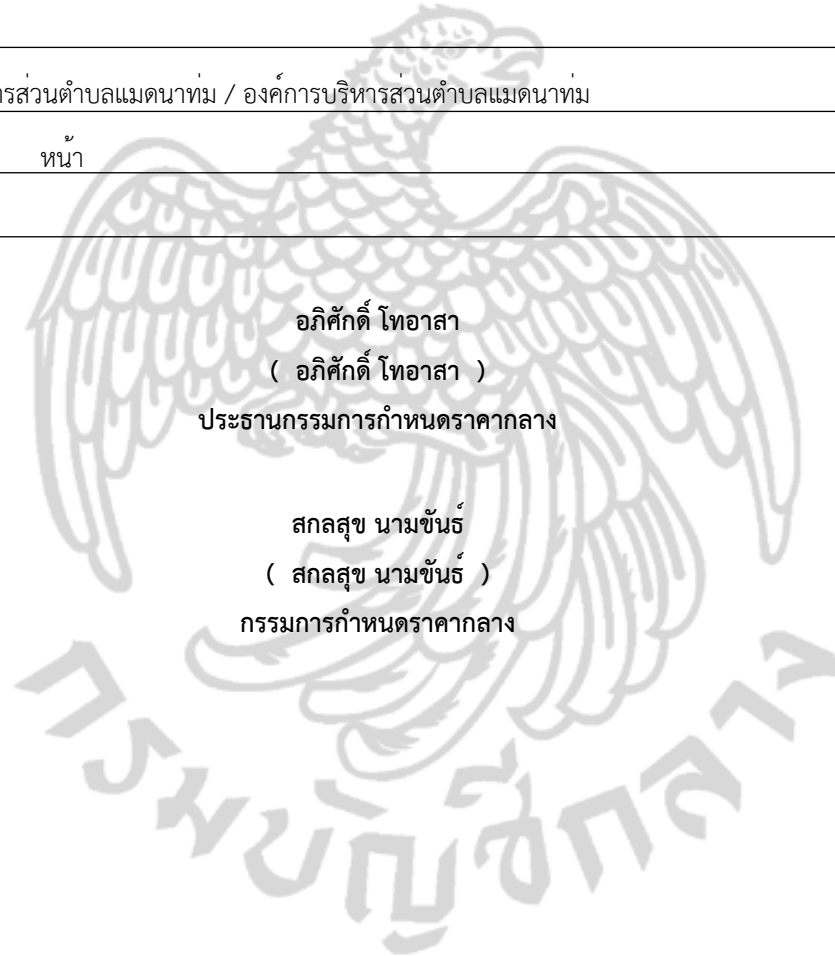 ส่วนตำบลแมดนาท่ม / องค์การบริหารส่วนตำบลแมดนาท่ม
หน้า
อภิศักดิ์ โทอาสา
( อภิศักดิ์ โทอาสา )
ประธานกรรมการกำหนดราคากลาง
สกลสุข นามขันธ์
( สกลสุข นามขันธ์ )
กรรมการกำหนดราคากลาง
กรมบัญชีกลาง